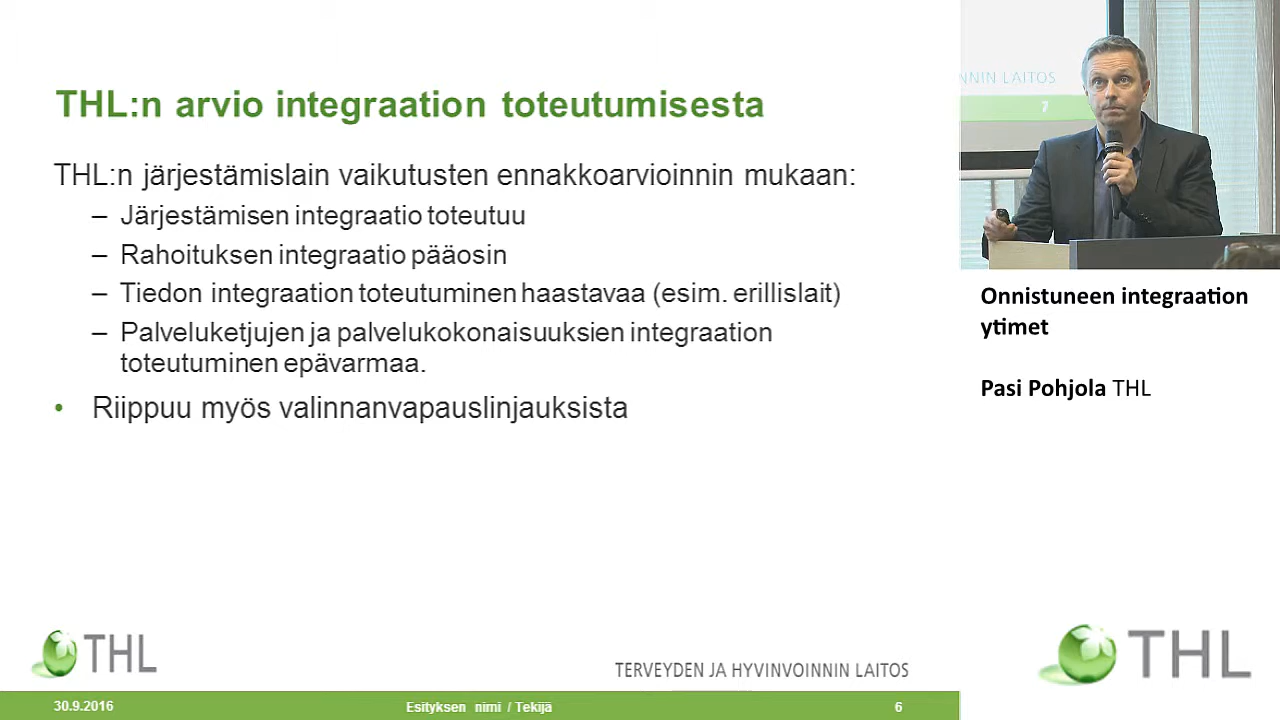 THL:n arvio integraation toteutumisesta
THL:n järjestämislain vaikutusten ennakkoarvioinnin mukaan:
– Järjestämisen integraatio toteutuu
– Rahoituksen integraatio pääosin
– Tiedon integraation toteutuminen haastavaa (esim. erillislait)
– Palveluketjujen ja palvelukokonaisuuksien integraation
toteutuminen epävarmaa.
• Riippuu myös valinnanvapauslinjauksista
THL
TERVEYDEN JA HYVINVOINNIN LAITOS
30.9.2016
Esityksen nimi / Tekijä
6
NNIN LAITOS
7
Onnistuneen integraation
ytimet
Pasi Pohjola THL
THL